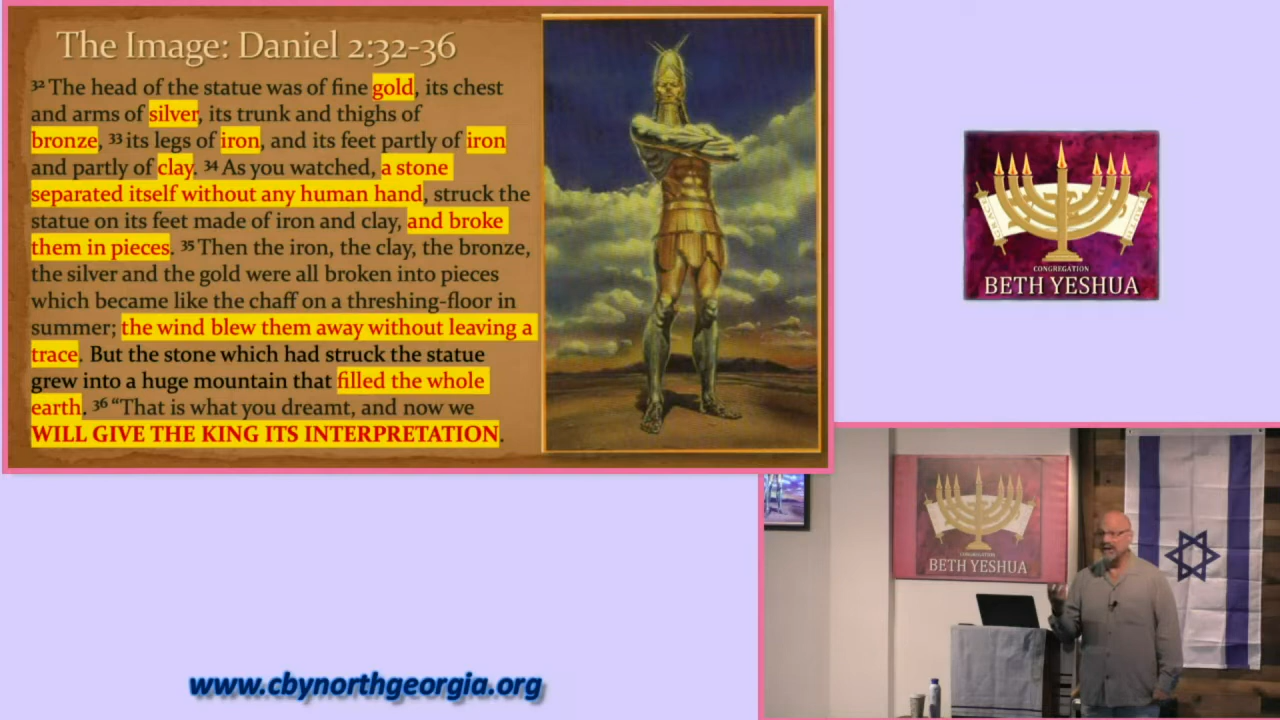 The Image: Daniel 2:32-36
³² The head of the statue was of fine gold, its chest
and arms of silver, its trunk and thighs of
bronze, ³³ its legs of iron, and its feet partly of iron
and partly of clay. ³⁴ As you watched, a stone
separated itself without any human hand, struck the
statue on its feet made of iron and clay, and broke
them in pieces. ³⁵ Then the iron, the clay, the bronze,
the silver and the gold were all broken into pieces
which became like the chaff on a threshing-floor in
summer; the wind blew them away without leaving a
trace. But the stone which had struck the statue
grew into a huge mountain that filled the whole
earth. ³⁶ “That is what you dreamt, and now we
WILL GIVE THE KING ITS INTERPRETATION.
GRACE
TRUTH
CONGREGATION
BETH YESHUA
CONGREGATION
BETH YESHUA
www.cbynorthgeorgia.org